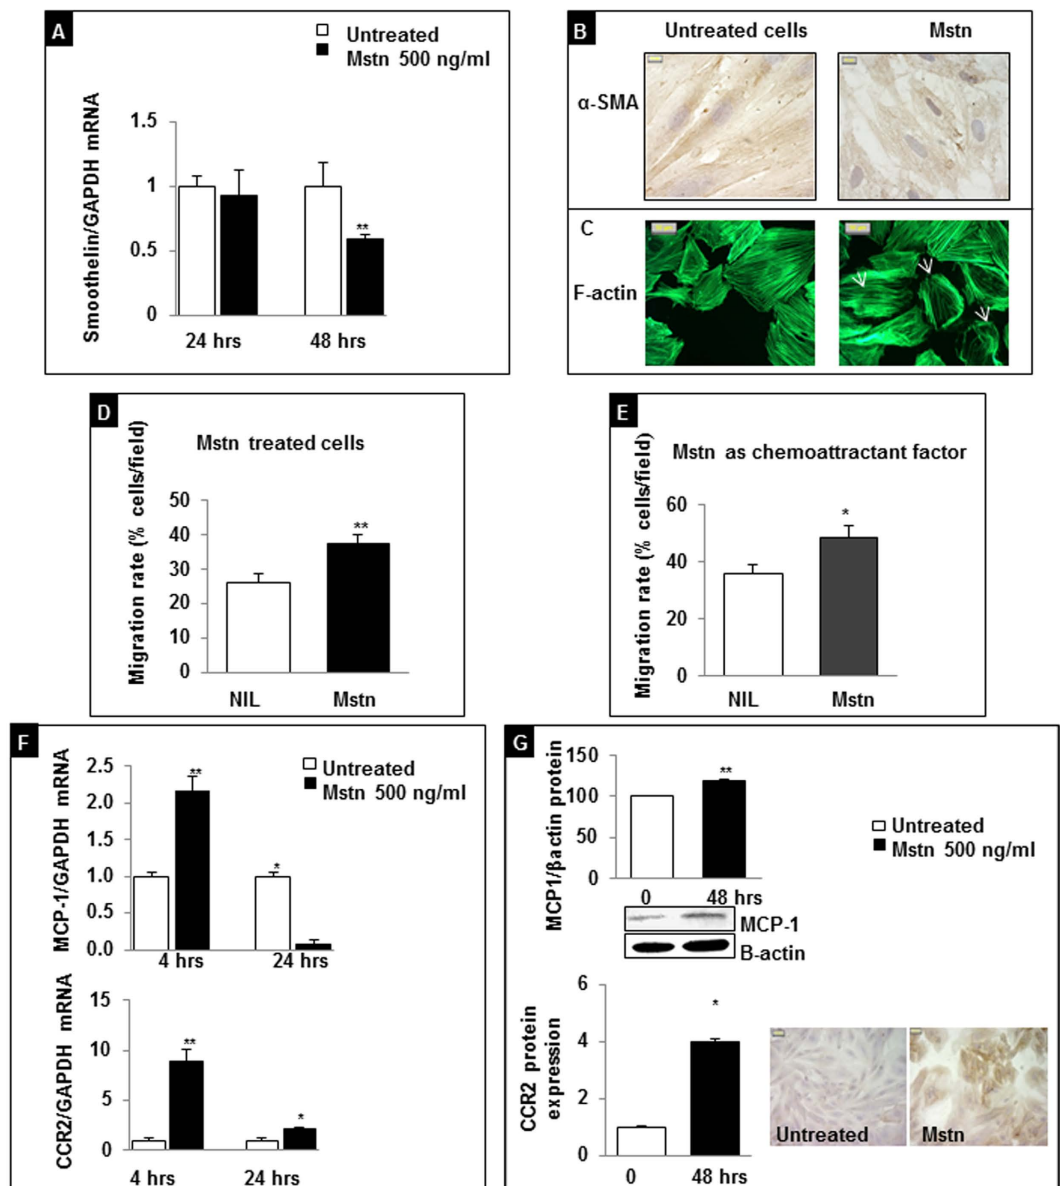 A
Untreated
Mstn 500 ng/ml
Smoothelin/GAPDH mRNA
1.5
1
0.5
0
**
24 hrs
48 hrs
B
Untreated cells
Mstn
α-SMA
C
F-actin
D
Mstn treated cells
Migration rate (% cells/field)
50
40
30
20
10
0
**
NIL
Mstn
E
Mstn as chemoattractant factor
Migration rate (% cells/field)
60
40
20
0
*
NIL
Mstn
F
Untreated
Mstn 500 ng/ml
MCP-1/GAPDH mRNA
2.5
2.0
1.5
1.0
0.5
0.0
**
*
4 hrs
24 hrs
CCR2/GAPDH mRNA
15
10
5
0
**
*
4 hrs
24 hrs
G
MCP1/βactin protein
150
100
50
0
**
0
48 hrs
Untreated
Mstn 500 ng/ml
MCP-1
B-actin
CCR2 protein
expression
6
4
2
0
*
0
48 hrs
Untreated
Mstn